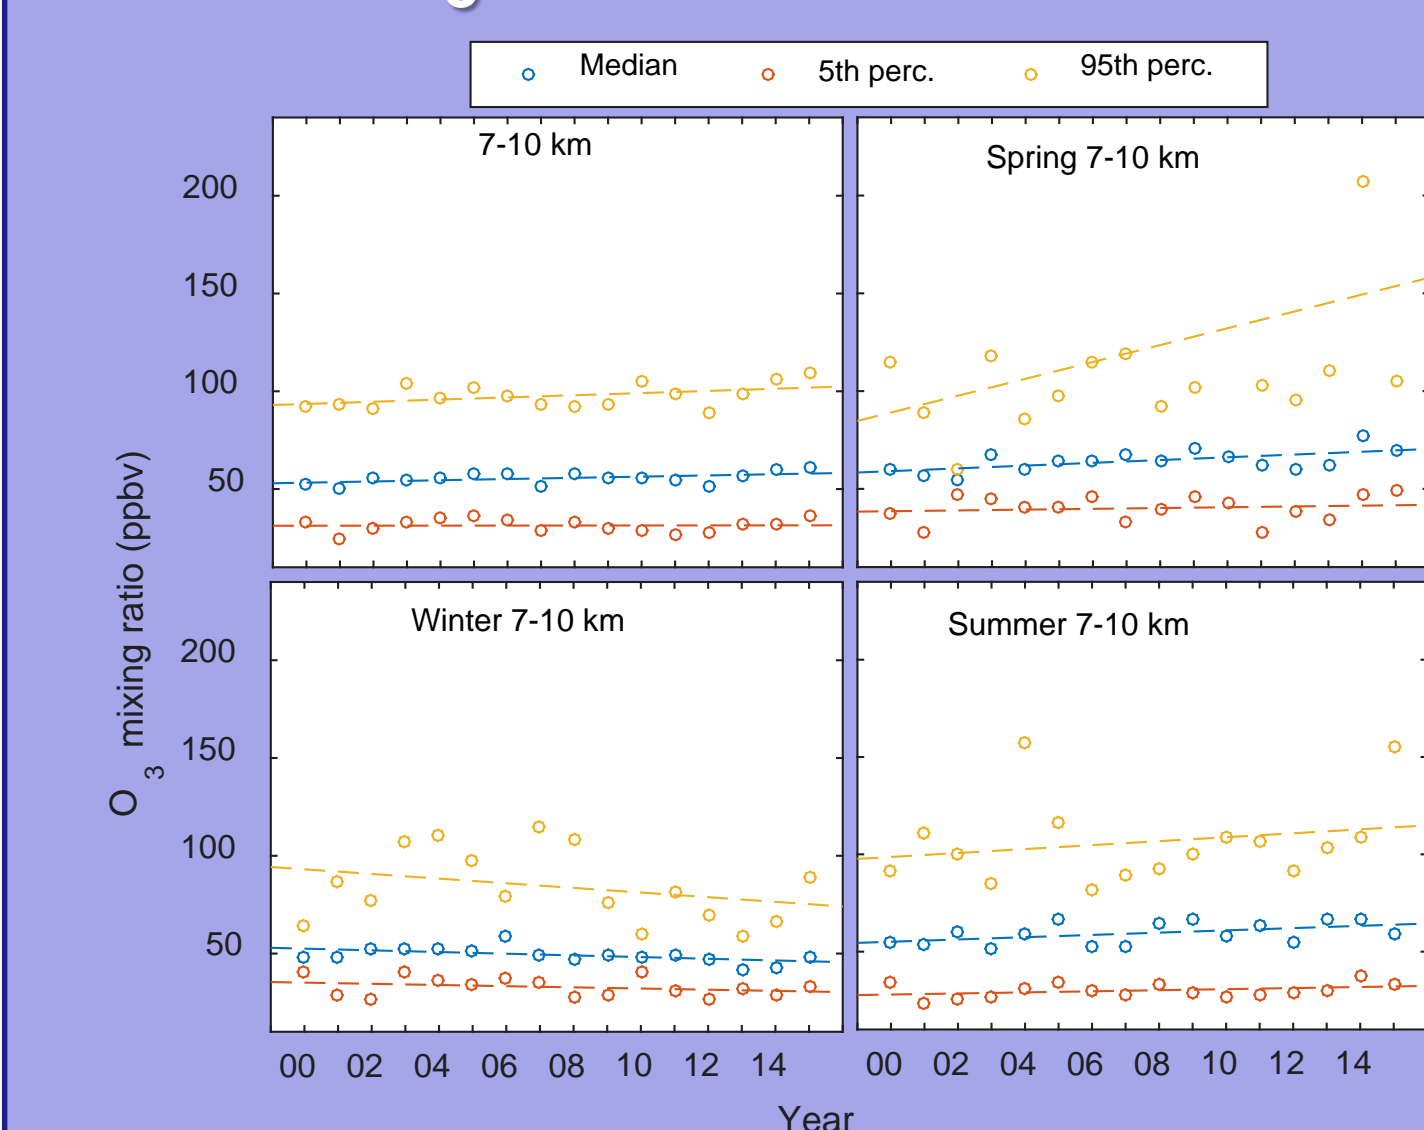 Median 5th perc. 95th perc.
7-10 km
Spring 7-10 km
200
150
100
50
Winter 7-10 km
Summer 7-10 km
200
150
100
50
O3 mixing ratio (ppbv)
00 02 04 06 08 10 12 14
00 02 04 06 08 10 12 14
Year